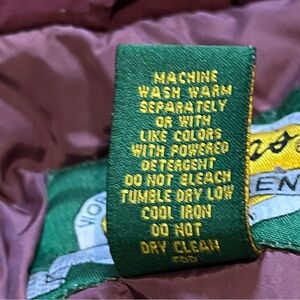 MACHINE
WASH WARM
SEPARATELY
OR WITH
LIKE COLORS
WITH POWERED
DETERGENT
DO NOT BLEACH
TUMBLE DRY LOW
COOL IRON
DO NOT
DRY CLEAN